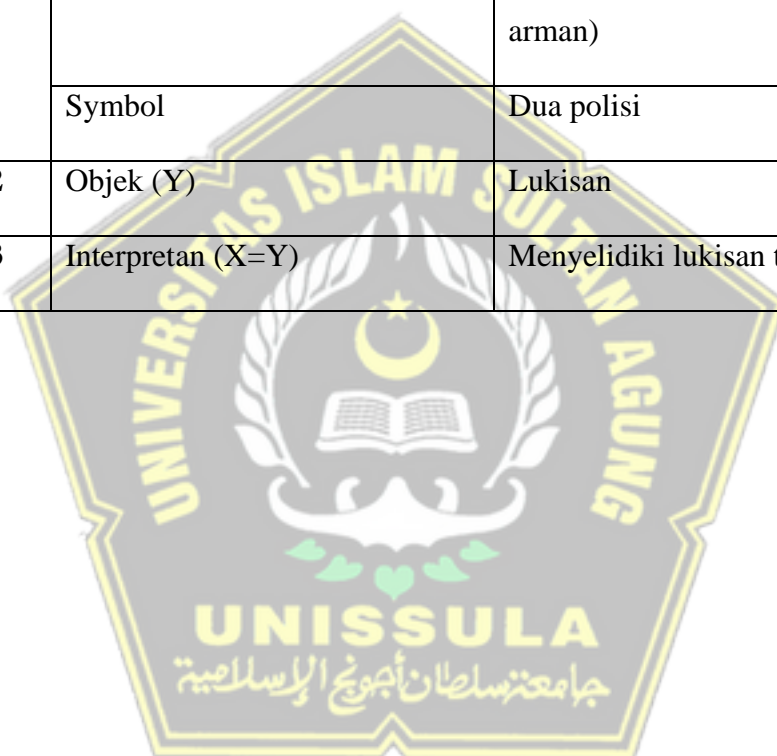 arman)
Symbol Dua polisi
2 Objek (Y) Lukisan
3 Interpretan (X=Y) Menyelidiki lukisan t
UNIVERSITAS ISLAM SULTAN AGUNG
UNISSULA
جامعة سلطان أجونج الإسلامية